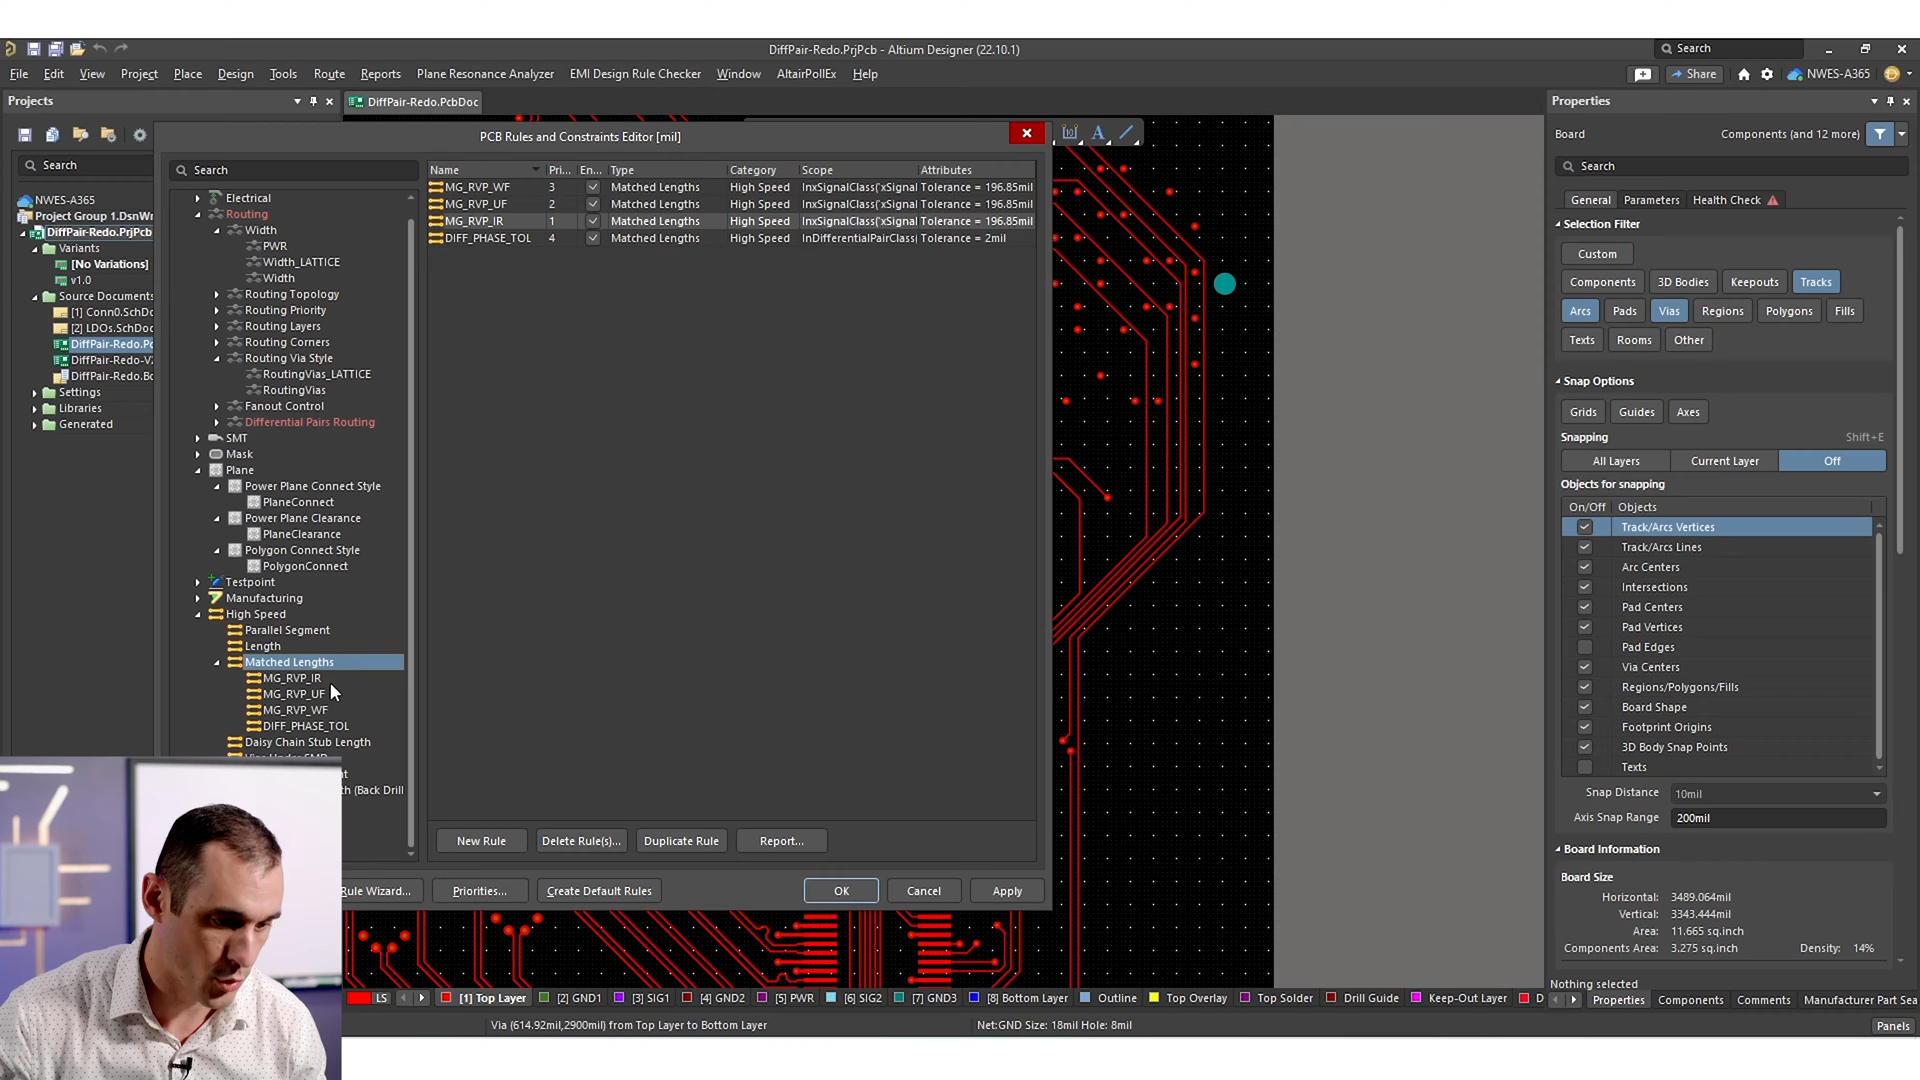 DiffPair-Redo.PrjPcb - Altium Designer (22.10.1)
Search
File Edit View Project Place Design Tools Route Reports Plane Resonance Analyzer EMI Design Rule Checker Window AltairPollEx Help
Share
NWES-A365
Projects
DiffPair-Redo.PcbDoc
Properties
PCB Rules and Constraints Editor [mil]
Board
Components (and 12 more)
Search
Search
Search
NWES-A365
Project Group 1.DsnWr
DiffPair-Redo.PrjPcb
Variants
[No Variations]
v1.0
Source Documents
[1] Conn0.SchDo
[2] LDOs.SchDoc
DiffPair-Redo.Pc
DiffPair-Redo-V2
DiffPair-Redo.Bo
Settings
Libraries
Generated
Electrical
Routing
Width
PWR
Width_LATTICE
Width
Routing Topology
Routing Priority
Routing Layers
Routing Corners
Routing Via Style
RoutingVias_LATTICE
RoutingVias
Fanout Control
Differential Pairs Routing
SMT
Mask
Plane
Power Plane Connect Style
PlaneConnect
Power Plane Clearance
PlaneClearance
Polygon Connect Style
PolygonConnect
Testpoint
Manufacturing
High Speed
Parallel Segment
Length
Matched Lengths
MG_RVP_IR
MG_RVP_UF
MG_RVP_WF
DIFF_PHASE_TOL
Daisy Chain Stub Length
(Back Drill
Name Pri... En... Type Category Scope Attributes
MG_RVP_WF 3 Matched Lengths High Speed InxSignalClass('xSignal Tolerance = 196.85mil
MG_RVP_UF 2 Matched Lengths High Speed InxSignalClass('xSignal Tolerance = 196.85mil
MG_RVP_IR 1 Matched Lengths High Speed InxSignalClass('xSignal Tolerance = 196.85mil
DIFF_PHASE_TOL 4 Matched Lengths High Speed InDifferentialPairClass( Tolerance = 2mil
New Rule Delete Rule(s)... Duplicate Rule Report...
Rule Wizard... Priorities... Create Default Rules OK Cancel Apply
General Parameters Health Check
Selection Filter
Custom
Components 3D Bodies Keepouts Tracks
Arcs Pads Vias Regions Polygons Fills
Texts Rooms Other
Snap Options
Grids Guides Axes
Snapping Shift+E
All Layers Current Layer Off
Objects for snapping
On/Off Objects
Track/Arcs Vertices
Track/Arcs Lines
Arc Centers
Intersections
Pad Centers
Pad Vertices
Pad Edges
Via Centers
Regions/Polygons/Fills
Board Shape
Footprint Origins
3D Body Snap Points
Texts
Snap Distance 10mil
Axis Snap Range 200mil
Board Information
Board Size
Horizontal: 3489.064mil
Vertical: 3343.444mil
Area: 11.665 sq.inch
Components Area: 3.275 sq.inch Density: 14%
Nothing selected
LS [1] Top Layer [2] GND1 [3] SIG1 [4] GND2 [5] PWR [6] SIG2 [7] GND3 [8] Bottom Layer Outline Top Overlay Top Solder Drill Guide Keep-Out Layer D
Properties Components Comments Manufacturer Part Sea
Via (614.92mil,2900mil) from Top Layer to Bottom Layer Net:GND Size: 18mil Hole: 8mil
Panels